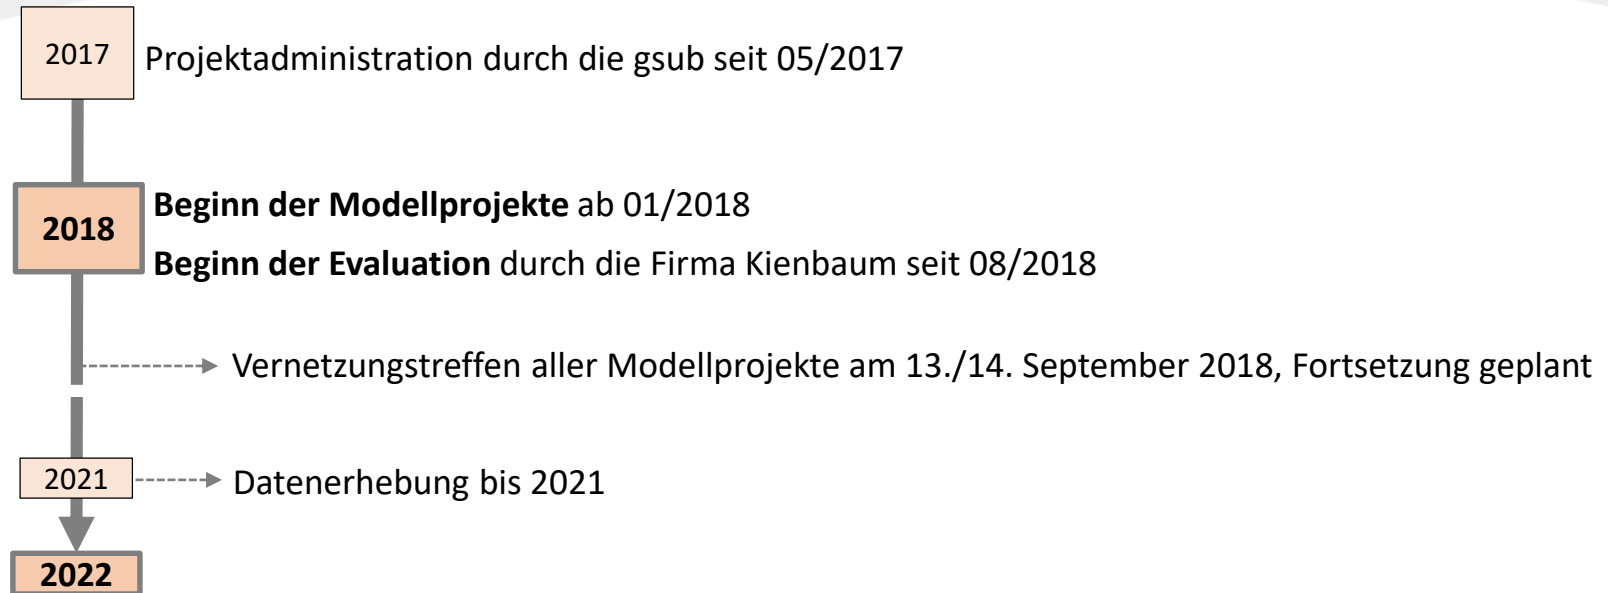 2017
Projektadministration durch die gsub seit 05/2017
2018
Beginn der Modellprojekte ab 01/2018
Beginn der Evaluation durch die Firma Kienbaum seit 08/2018
Vernetzungstreffen aller Modellprojekte am 13./14. September 2018, Fortsetzung geplant
2021
Datenerhebung bis 2021
2022